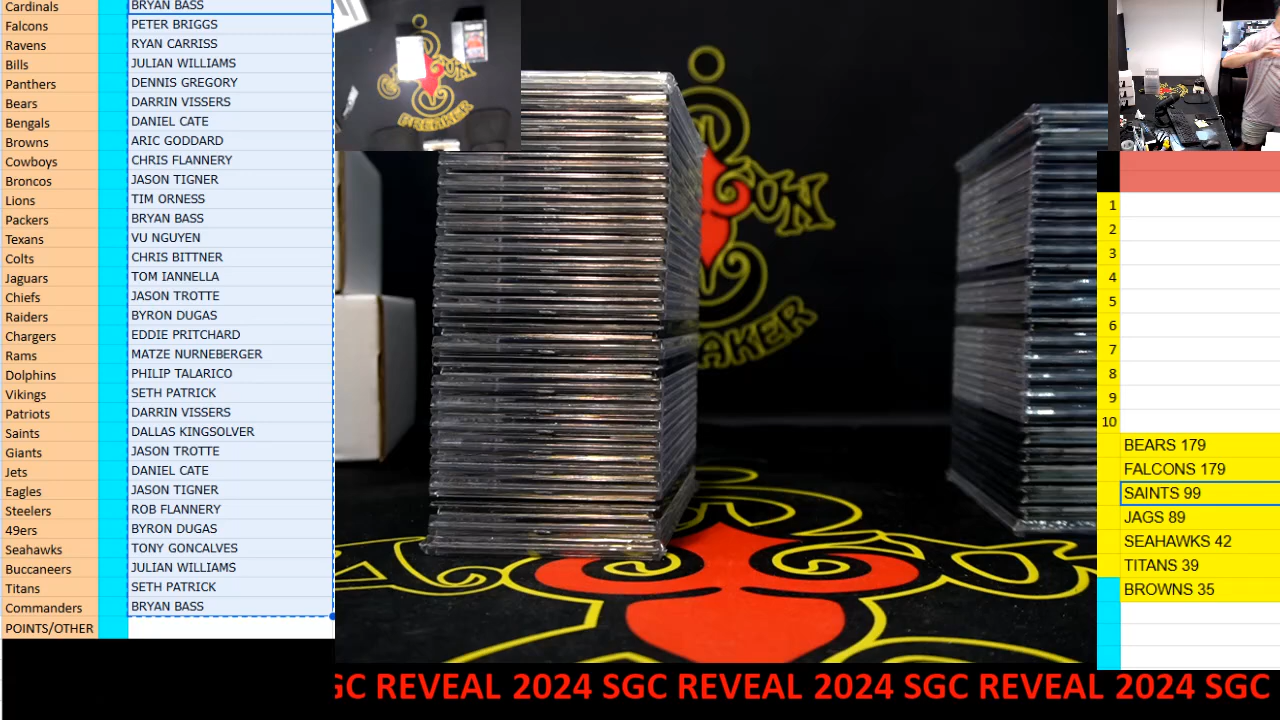 Cardinals BRYAN BASS
Falcons PETER BRIGGS
Ravens RYAN CARRISS
Bills JULIAN WILLIAMS
Panthers DENNIS GREGORY
Bears DARRIN VISSERS
Bengals DANIEL CATE
Browns ARIC GODDARD
Cowboys CHRIS FLANNERY
Broncos JASON TIGNER
Lions TIM ORNESS
Packers BRYAN BASS
Texans VU NGUYEN
Colts CHRIS BITTNER
Jaguars TOM IANNELLA
Chiefs JASON TROTTE
Raiders BYRON DUGAS
Chargers EDDIE PRITCHARD
Rams MATZE NURNEBERGER
Dolphins PHILIP TALARICO
Vikings SETH PATRICK
Patriots DARRIN VISSERS
Saints DALLAS KINGSOLVER
Giants JASON TROTTE
Jets DANIEL CATE
Eagles JASON TIGNER
Steelers ROB FLANNERY
49ers BYRON DUGAS
Seahawks TONY GONCALVES
Buccaneers JULIAN WILLIAMS
Titans SETH PATRICK
Commanders BRYAN BASS
POINTS/OTHER
BREAKER
UN
EAKER
1
2
3
4
5
6
7
8
9
10
BEARS 179
FALCONS 179
SAINTS 99
JAGS 89
SEAHAWKS 42
TITANS 39
BROWNS 35
GC REVEAL 2024 SGC REVEAL 2024 SGC REVEAL 2024 SGC